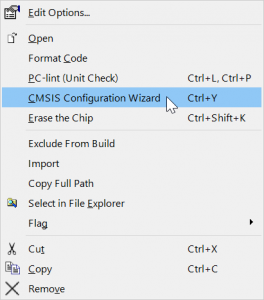 Edit Options...
Open
Format Code
PC-lint (Unit Check) Ctrl+L, Ctrl+P
CMSIS Configuration Wizard Ctrl+Y
Erase the Chip Ctrl+Shift+K
Exclude From Build
Import
Copy Full Path
Select in File Explorer
Flag
Cut Ctrl+X
Copy Ctrl+C
Remove